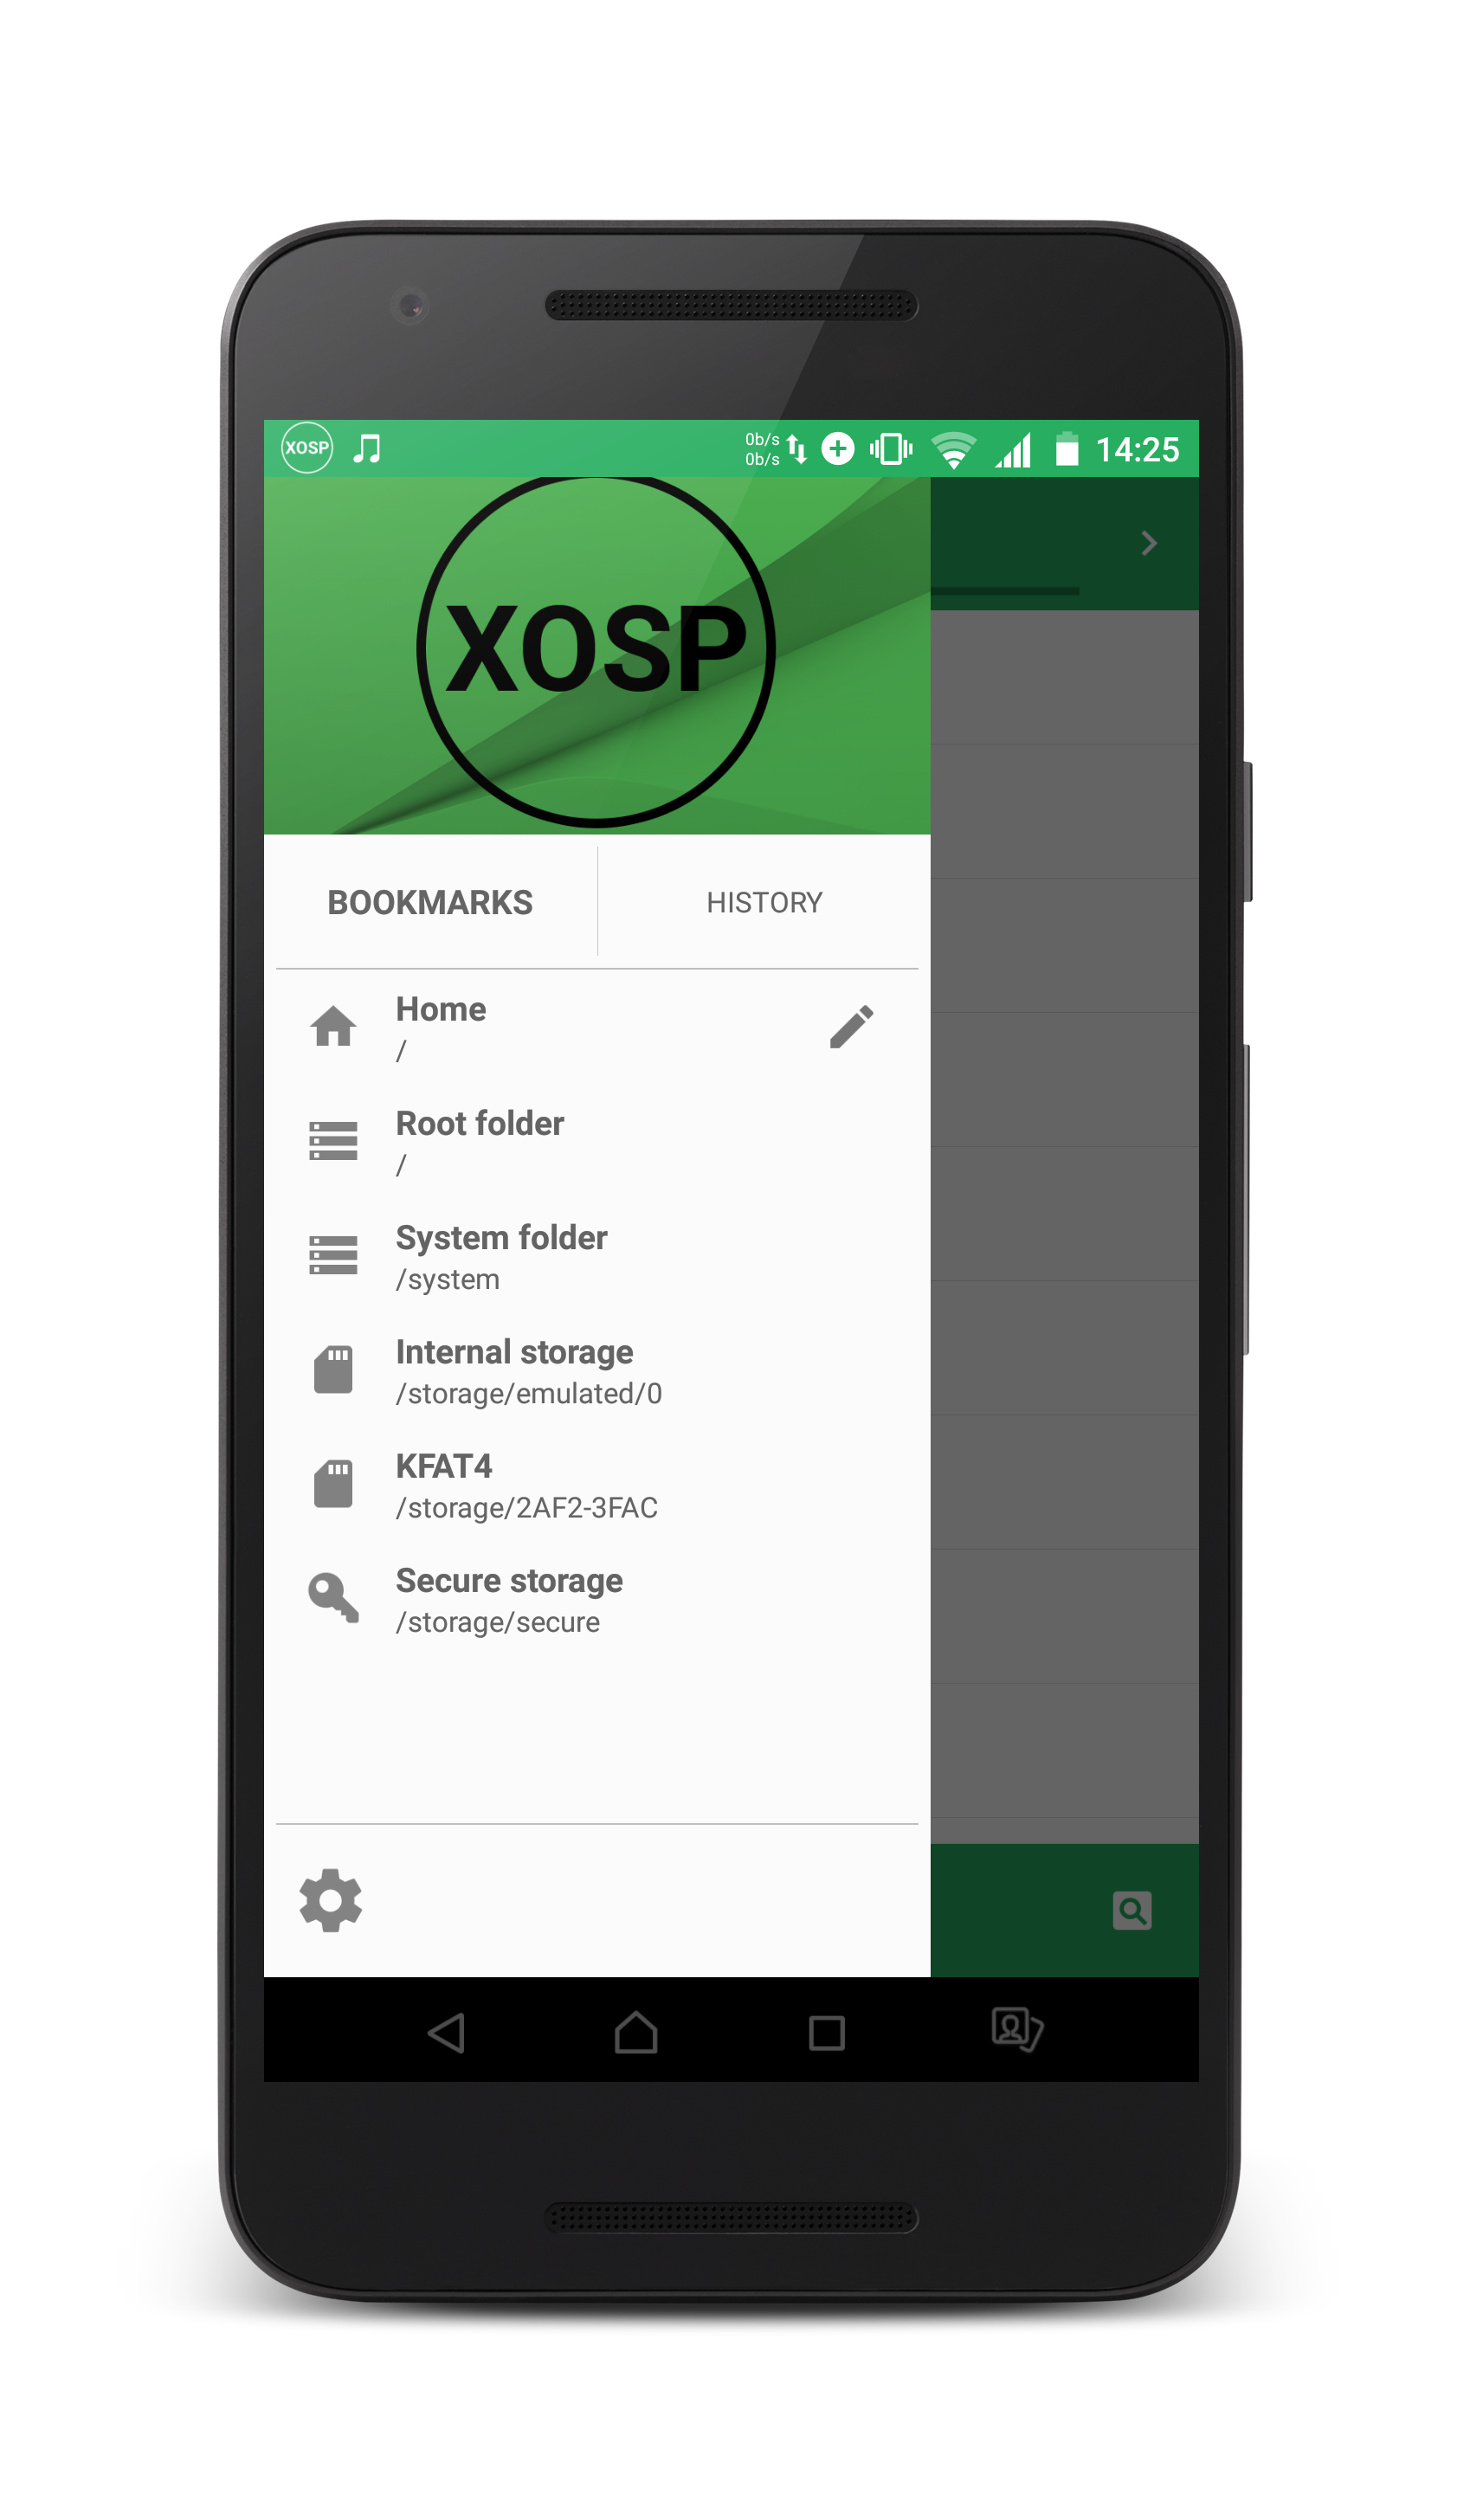 XOSP
0b/s
0b/s
14:25
XOSP
BOOKMARKS
HISTORY
Home
/
Root folder
/
System folder
/system
Internal storage
/storage/emulated/0
KFAT4
/storage/2AF2-3FAC
Secure storage
/storage/secure